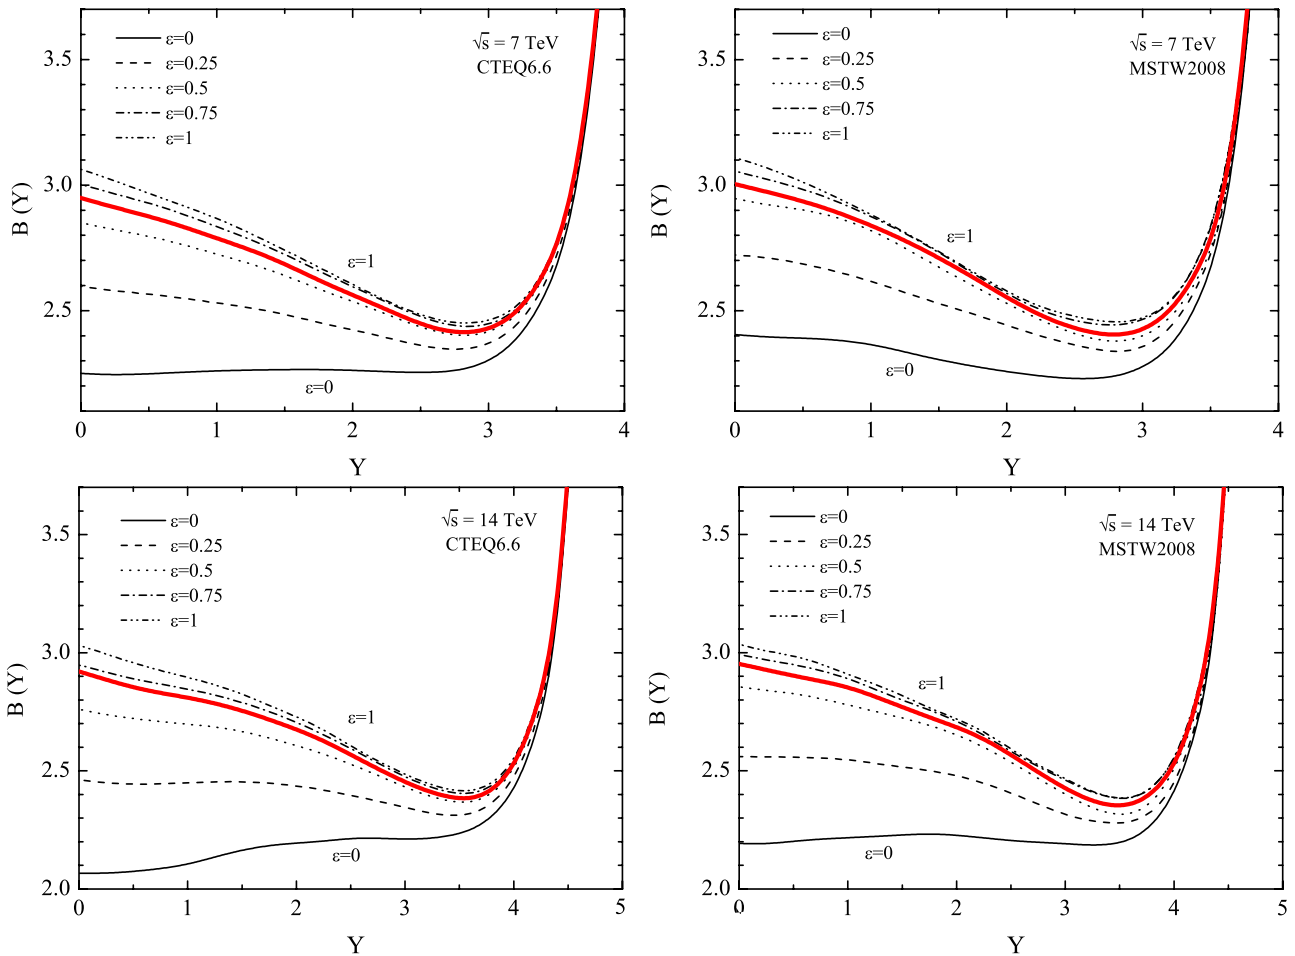 3.5
3.0
2.5
B (Y)
ε=0
ε=0.25
ε=0.5
ε=0.75
ε=1
√s = 7 TeV
CTEQ6.6
ε=1
ε=0
0 1 2 3 4
Y
3.5
3.0
2.5
B (Y)
ε=0
ε=0.25
ε=0.5
ε=0.75
ε=1
√s = 7 TeV
MSTW2008
ε=1
ε=0
0 1 2 3 4
Y
3.5
3.0
2.5
2.0
B (Y)
ε=0
ε=0.25
ε=0.5
ε=0.75
ε=1
√s = 14 TeV
CTEQ6.6
ε=1
ε=0
0 1 2 3 4 5
Y
3.5
3.0
2.5
2.0
B (Y)
ε=0
ε=0.25
ε=0.5
ε=0.75
ε=1
√s = 14 TeV
MSTW2008
ε=1
ε=0
0 1 2 3 4 5
Y